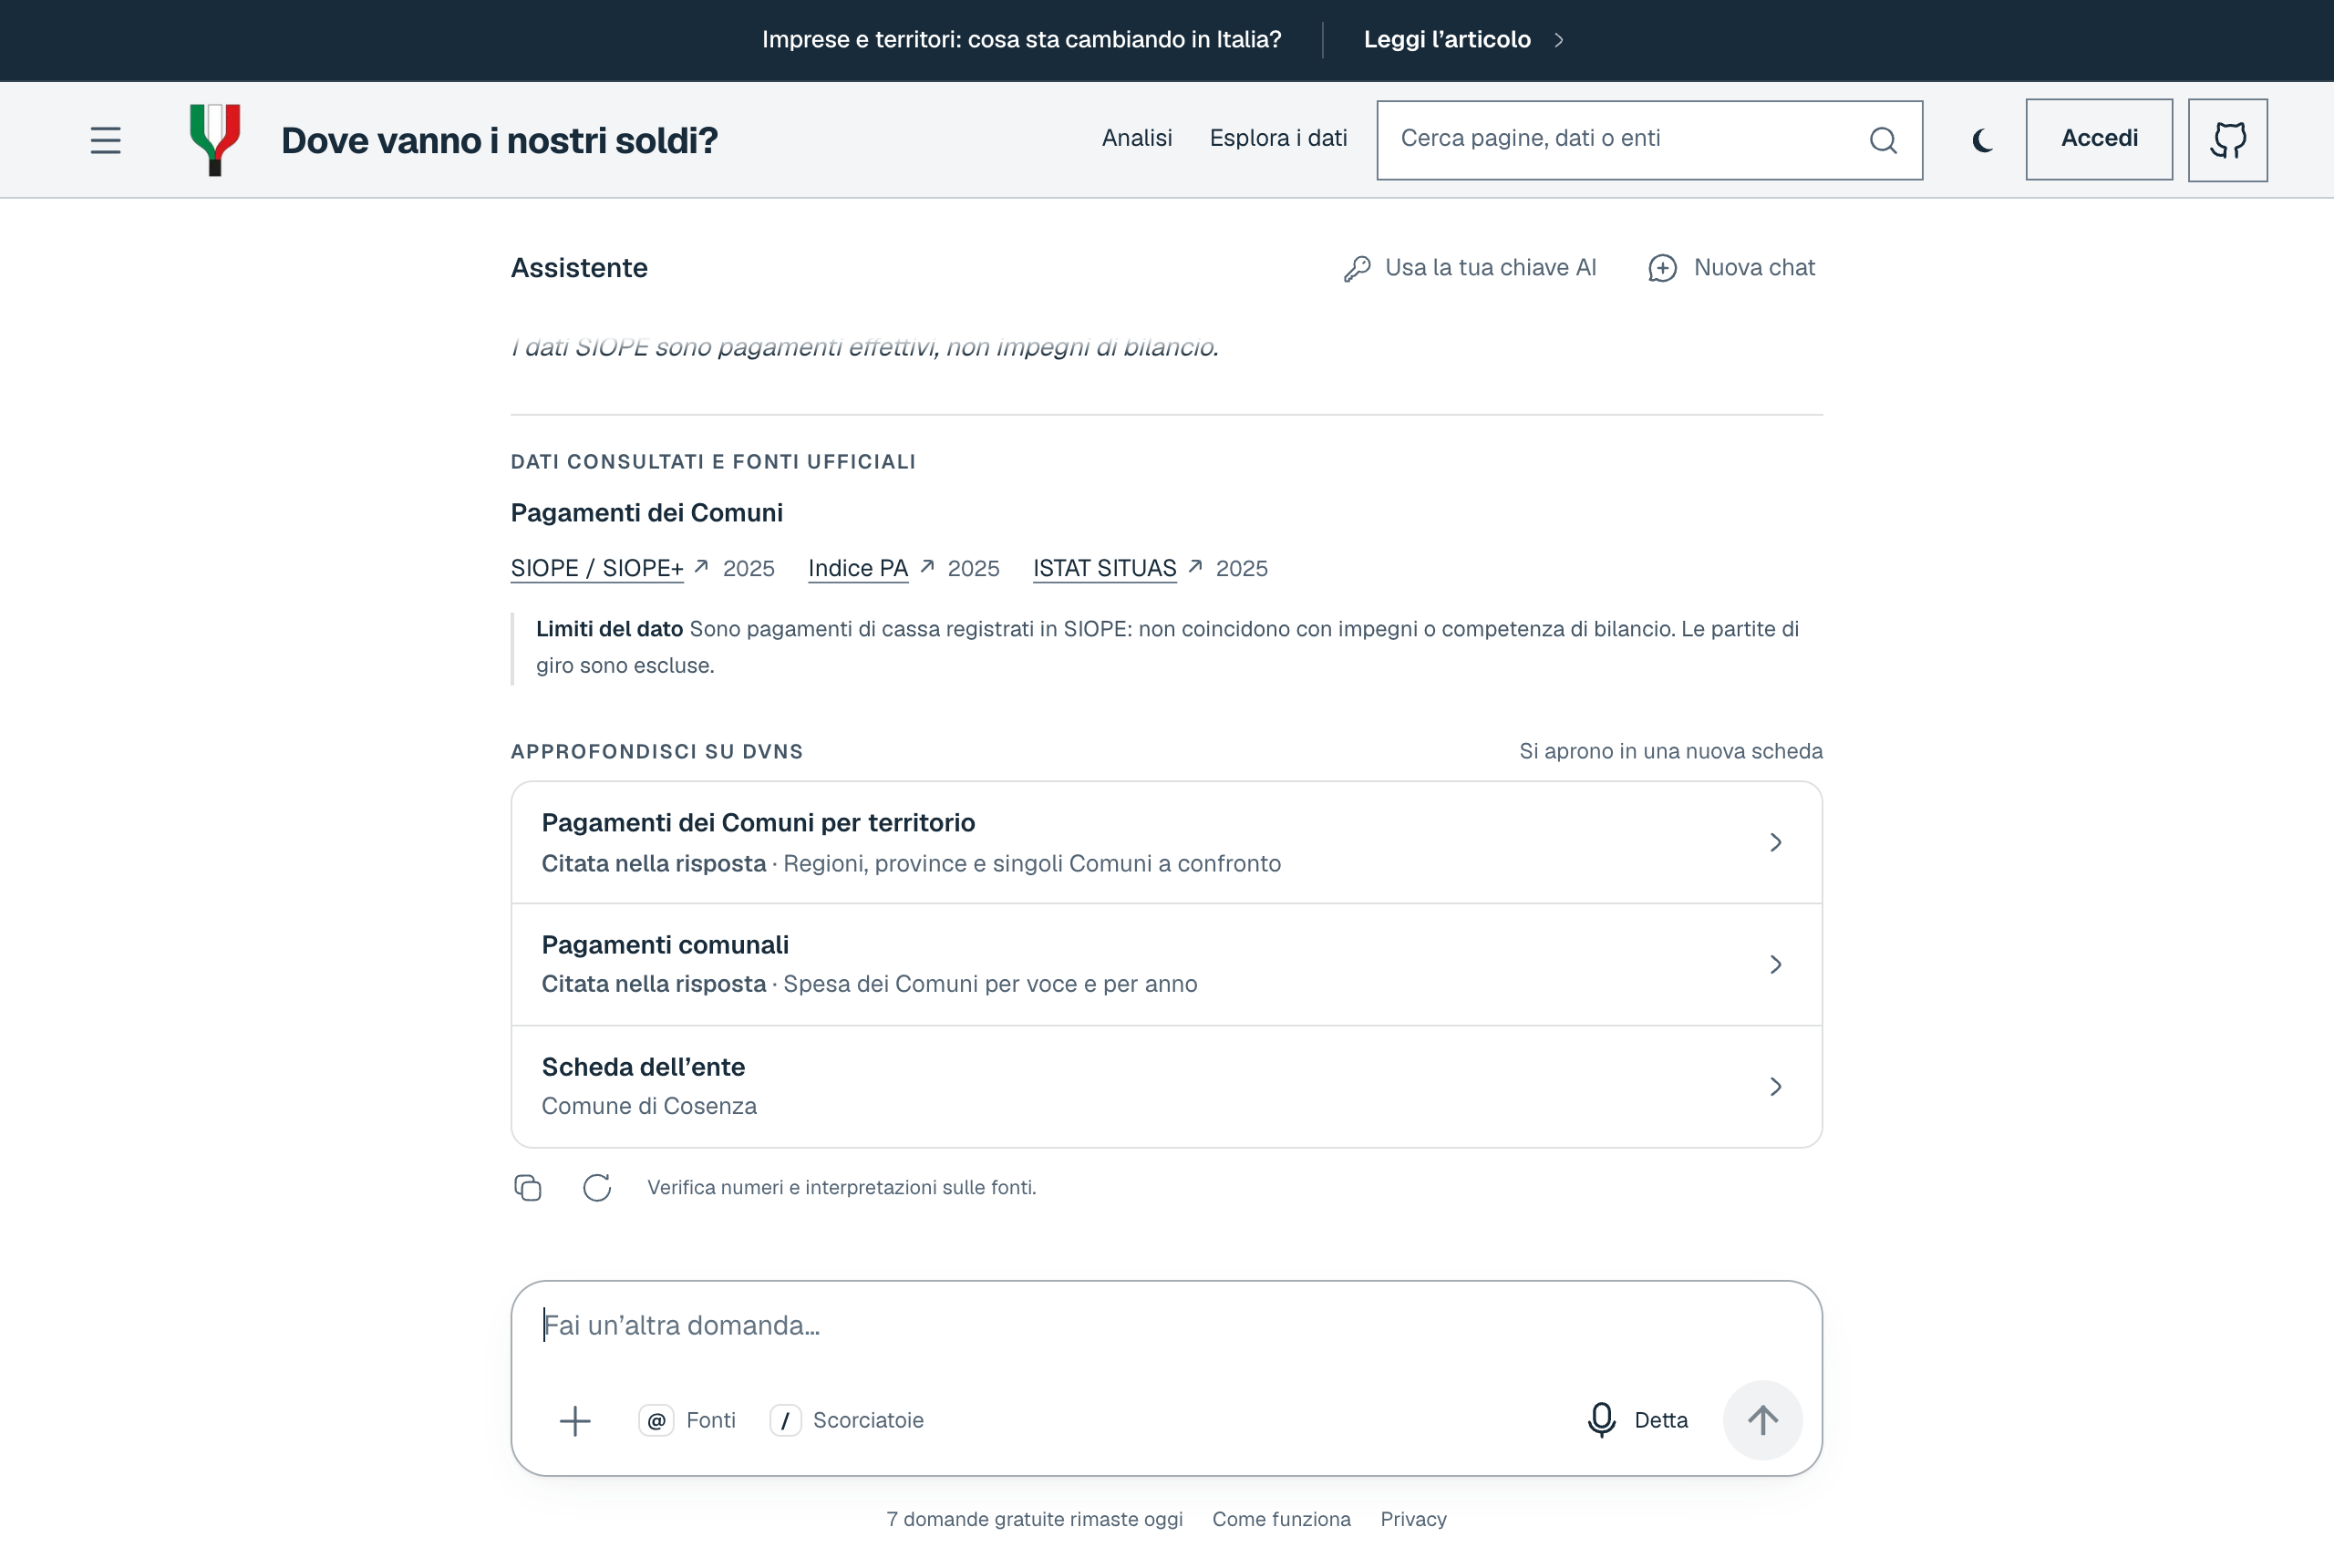 Imprese e territori: cosa sta cambiando in Italia? Leggi l’articolo
Dove vanno i nostri soldi?
Analisi Esplora i dati Cerca pagine, dati o enti Accedi
Assistente Usa la tua chiave AI Nuova chat
I dati SIOPE sono pagamenti effettivi, non impegni di bilancio.
DATI CONSULTATI E FONTI UFFICIALI
Pagamenti dei Comuni
SIOPE / SIOPE+ ↗ 2025 Indice PA ↗ 2025 ISTAT SITUAS ↗ 2025
Limiti del dato Sono pagamenti di cassa registrati in SIOPE: non coincidono con impegni o competenza di bilancio. Le partite di
giro sono escluse.
APPROFONDISCI SU DVNS Si aprono in una nuova scheda
Pagamenti dei Comuni per territorio
Citata nella risposta · Regioni, province e singoli Comuni a confronto
Pagamenti comunali
Citata nella risposta · Spesa dei Comuni per voce e per anno
Scheda dell’ente
Comune di Cosenza
Verifica numeri e interpretazioni sulle fonti.
Fai un’altra domanda...
@ Fonti / Scorciatoie Detta
7 domande gratuite rimaste oggi Come funziona Privacy